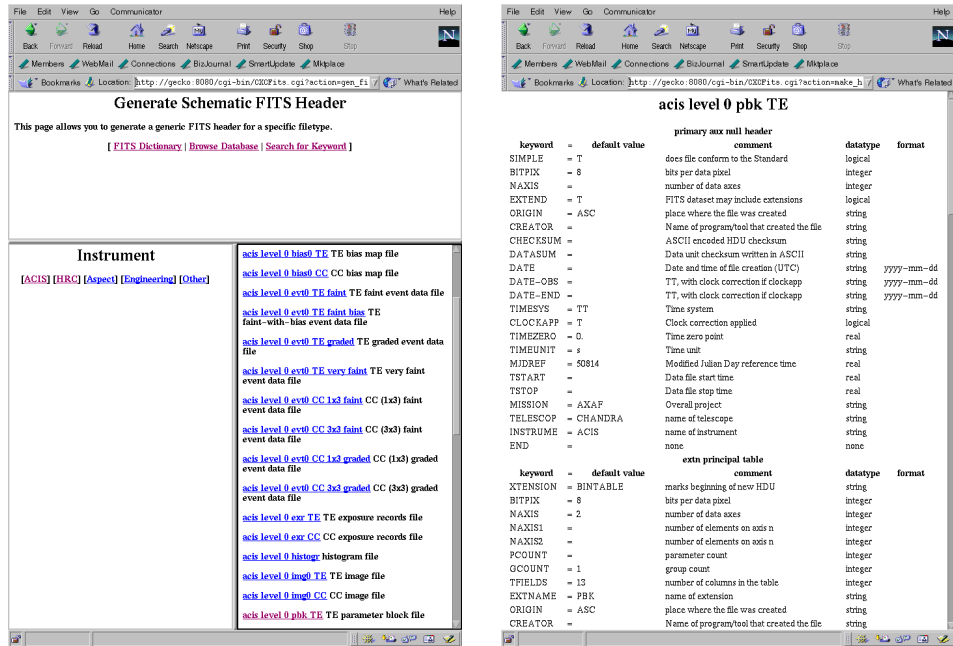 File Edit View Go Communicator Help
Back Forward Reload Home Search Netscape Print Security Shop Stop
N
Members WebMail Connections BizJournal SmartUpdate Mktplace
Bookmarks Location: http://gecko:8080/cgi-bin/CXCFits.cgi?action=gen_fi What's Related
Generate Schematic FITS Header
This page allows you to generate a generic FITS header for a specific filetype.
[ FITS Dictionary | Browse Database | Search for Keyword ]
Instrument
[ACIS] [HRC] [Aspect] [Engineering] [Other]
acis level 0 bias0 TE TE bias map file
acis level 0 bias0 CC CC bias map file
acis level 0 evt0 TE faint TE faint event data file
acis level 0 evt0 TE faint bias TE
faint-with-bias event data file
acis level 0 evt0 TE graded TE graded event data
file
acis level 0 evt0 TE very faint TE very faint
event data file
acis level 0 evt0 CC 1x3 faint CC (1x3) faint
event data file
acis level 0 evt0 CC 3x3 faint CC (3x3) faint
event data file
acis level 0 evt0 CC 1x3 graded CC (1x3) graded
event data file
acis level 0 evt0 CC 3x3 graded CC (3x3) graded
event data file
acis level 0 exr TE TE exposure records file
acis level 0 exr CC CC exposure records file
acis level 0 histogr histogram file
acis level 0 img0 TE TE image file
acis level 0 img0 CC CC image file
acis level 0 pbk TE TE parameter block file
File Edit View Go Communicator Help
Back Forward Reload Home Search Netscape Print Security Shop Stop
N
Members WebMail Connections BizJournal SmartUpdate Mktplace
Bookmarks Location: http://gecko:8080/cgi-bin/CXCFits.cgi?action=make_h What's Related
acis level 0 pbk TE
primary aux null header
keyword = default value comment datatype format
SIMPLE = T does file conform to the Standard logical
BITPIX = 8 bits per data pixel integer
NAXIS = number of data axes integer
EXTEND = T FITS dataset may include extensions logical
ORIGIN = ASC place where the file was created string
CREATOR = Name of program/tool that created the file string
CHECKSUM = ASCII encoded HDU checksum string
DATASUM = Data unit checksum written in ASCII string
DATE = Date and time of file creation (UTC) string yyyy-mm-dd
DATE-OBS = TT, with clock correction if clockapp string yyyy-mm-dd
DATE-END = TT, with clock correction if clockapp string yyyy-mm-dd
TIMESYS = TT Time system string
CLOCKAPP = T Clock correction applied logical
TIMEZERO = 0. Time zero point real
TIMEUNIT = s Time unit string
MJDREF = 50814 Modified Julian Day reference time real
TSTART = Data file start time real
TSTOP = Data file stop time real
MISSION = AXAF Overall project string
TELESCOP = CHANDRA name of telescope string
INSTRUME = ACIS name of instrument string
END = none none
extn principal table
keyword = default value comment datatype format
XTENSION = BINTABLE marks beginning of new HDU string
BITPIX = 8 bits per data pixel integer
NAXIS = 2 number of data axes integer
NAXIS1 = number of elements on axis n integer
NAXIS2 = number of elements on axis n integer
PCOUNT = parameter count integer
GCOUNT = 1 group count integer
TFIELDS = 13 number of columns in the table integer
EXTNAME = PBK name of extension string
ORIGIN = ASC place where the file was created string
CREATOR = Name of program/tool that created the file string